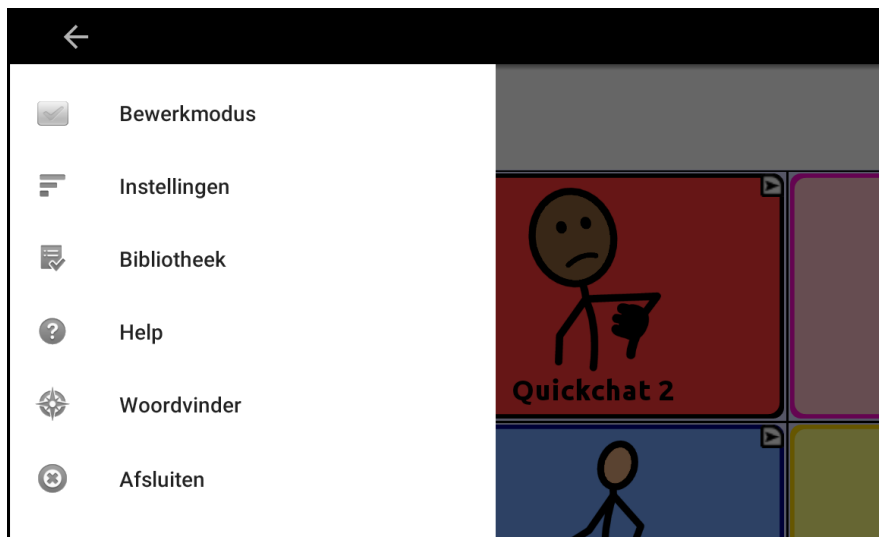 Bewerkmodus
Instellingen
Bibliotheek
Help
Woordvinder
Afsluiten
Quickchat 2